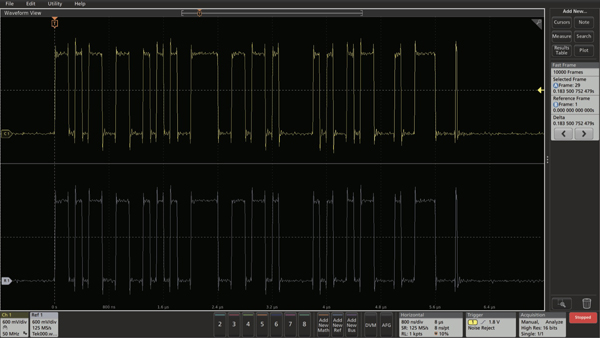 File Edit Utility Help
Waveform View
Add New...
Cursors Note
Measure Search
Results Table Plot
Fast Frame
10000 Frames
Selected Frame
Frame: 29
0.183 500 752 479s
Reference Frame
Frame: 1
0.000 000 000 000s
Delta
0.183 500 752 479s
C 1
R 1
0 s 800 ns 1.6 µs 2.4 µs 3.2 µs 4 µs 4.8 µs 5.6 µs 6.4 µs
Ch 1
600 mV/div
50 MHz
Ref 1
600 mV/div
125 MS/s
2 3 4 5 6 7 8
Add New Math
Add New Ref
Add New Bus
DVM
AFG
Horizontal
800 ns/div 8 µs
SR: 125 MS/s 8 ns/pt
RL: 1 kpts 10%
Trigger
1.8 V
Noise Reject
Acquisition
Manual, Analyze
High Res: 16 bits
Single: 1/1
Stopped